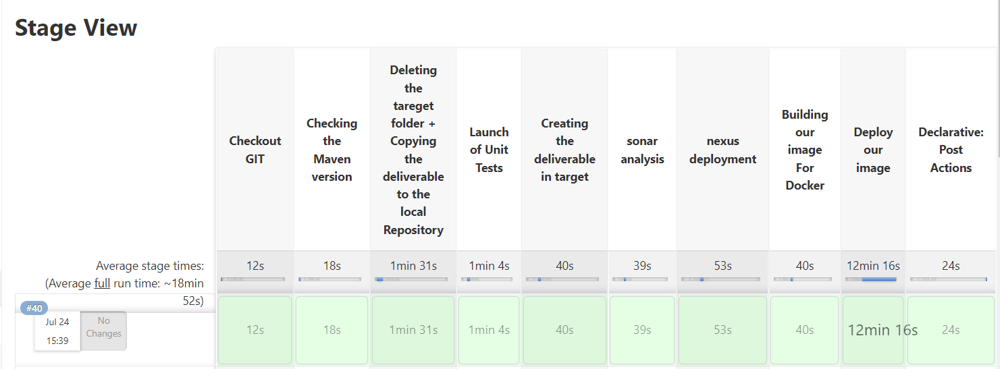 Stage View
Checkout
GIT
Checking
the
Maven
version
Deleting
the
tareget
folder +
Copying
the
deliverable
to the
local
Repository
Launch
of Unit
Tests
Creating
the
deliverable
in target
sonar
analysis
nexus
deployment
Building
our
image
For
Docker
Deploy
our
image
Declarative:
Post
Actions
Average stage times:
12s 18s 1min 31s 1min 4s 40s 39s 53s 40s 12min 16s 24s
(Average full run time: ~18min
52s)
#40
Jul 24
15:39
No
Changes
12s 18s 1min 31s 1min 4s 40s 39s 53s 40s 12min 16s 24s